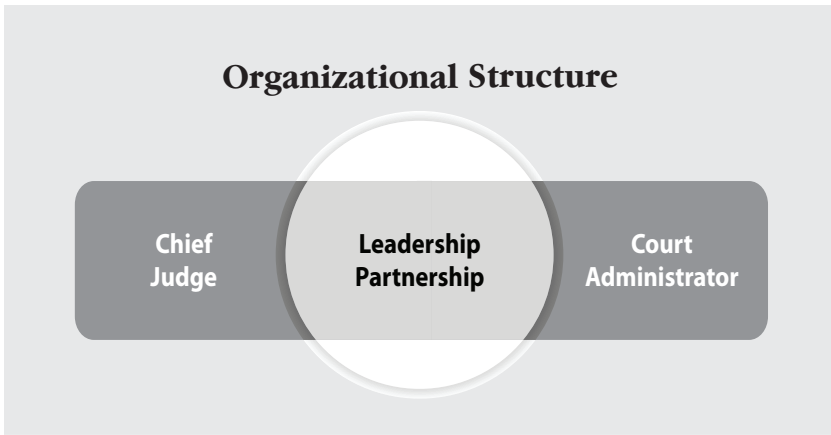 Organizational Structure
Chief
Judge
Leadership
Partnership
Court
Administrator